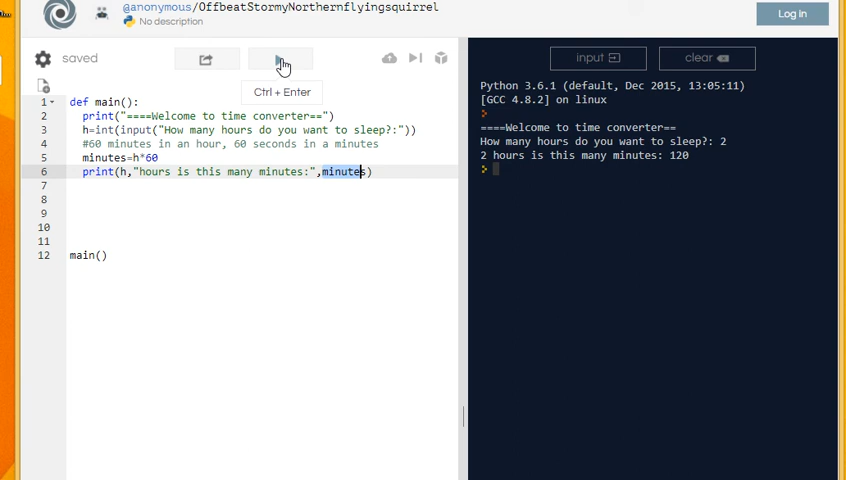 @anonymous/OffbeatStormyNorthernflyingsquirrel
No description
Log In
saved
input
clear
Ctrl + Enter
1 def main():
2 print("====Welcome to time converter==")
3 h=int(input("How many hours do you want to sleep?:"))
4 #60 minutes in an hour, 60 seconds in a minutes
5 minutes=h*60
6 print(h,"hours is this many minutes:",minutes)
7
8
9
10
11
12 main()
Python 3.6.1 (default, Dec 2015, 13:05:11)
[GCC 4.8.2] on linux
====Welcome to time converter==
How many hours do you want to sleep?: 2
2 hours is this many minutes: 120